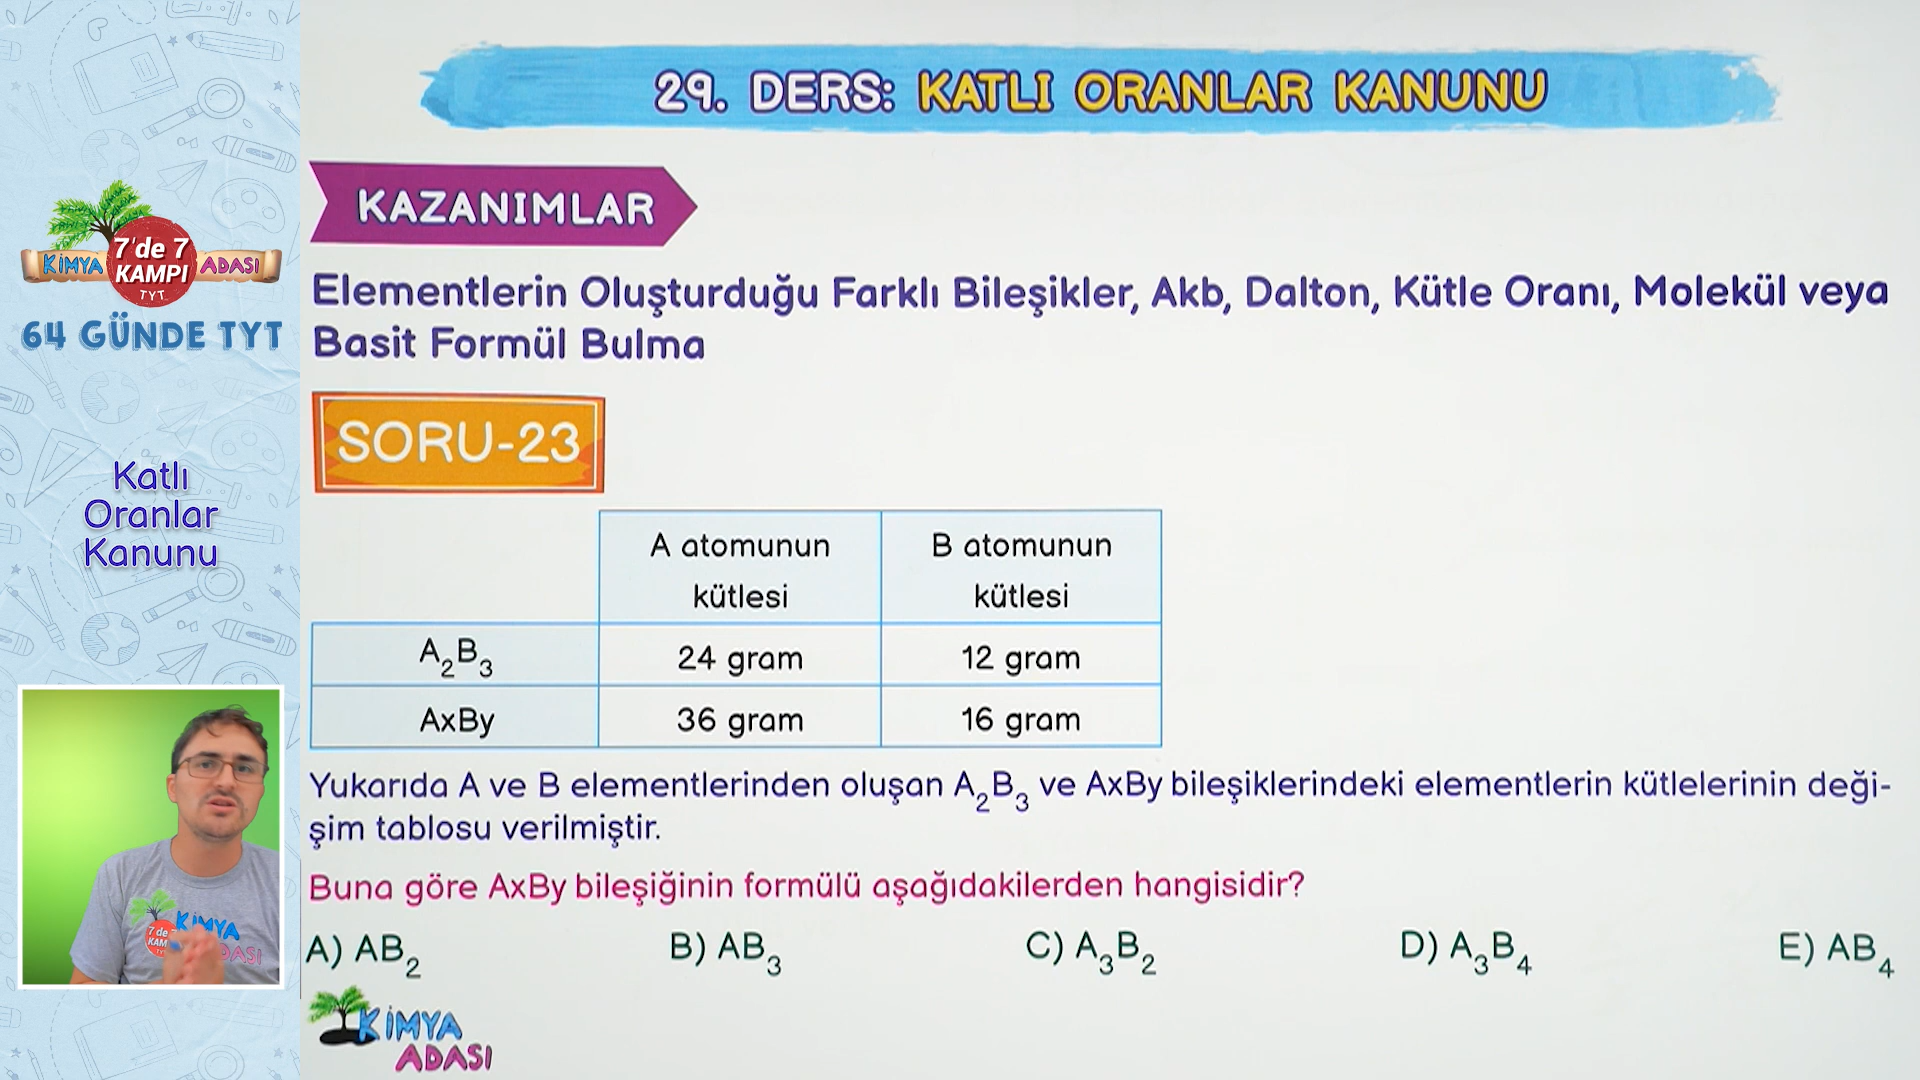 29. DERS: KATLI ORANLAR KANUNU
KAZANIMLAR
7'de 7
KİMYA KAMPI ADASI
TYT
64 GÜNDE TYT
Elementlerin Oluşturduğu Farklı Bileşikler, Akb, Dalton, Kütle Oranı, Molekül veya
Basit Formül Bulma
SORU-23
Katlı
Oranlar
Kanunu
A atomunun kütlesi
B atomunun kütlesi
A₂B₃ 24 gram 12 gram
AxBy 36 gram 16 gram
Yukarıda A ve B elementlerinden oluşan A₂B₃ ve AxBy bileşiklerindeki elementlerin kütlelerinin deği-
şim tablosu verilmiştir.
Buna göre AxBy bileşiğinin formülü aşağıdakilerden hangisidir?
A) AB₂ B) AB₃ C) A₃B₂ D) A₃B₄ E) AB₄
KİMYA
ADASI